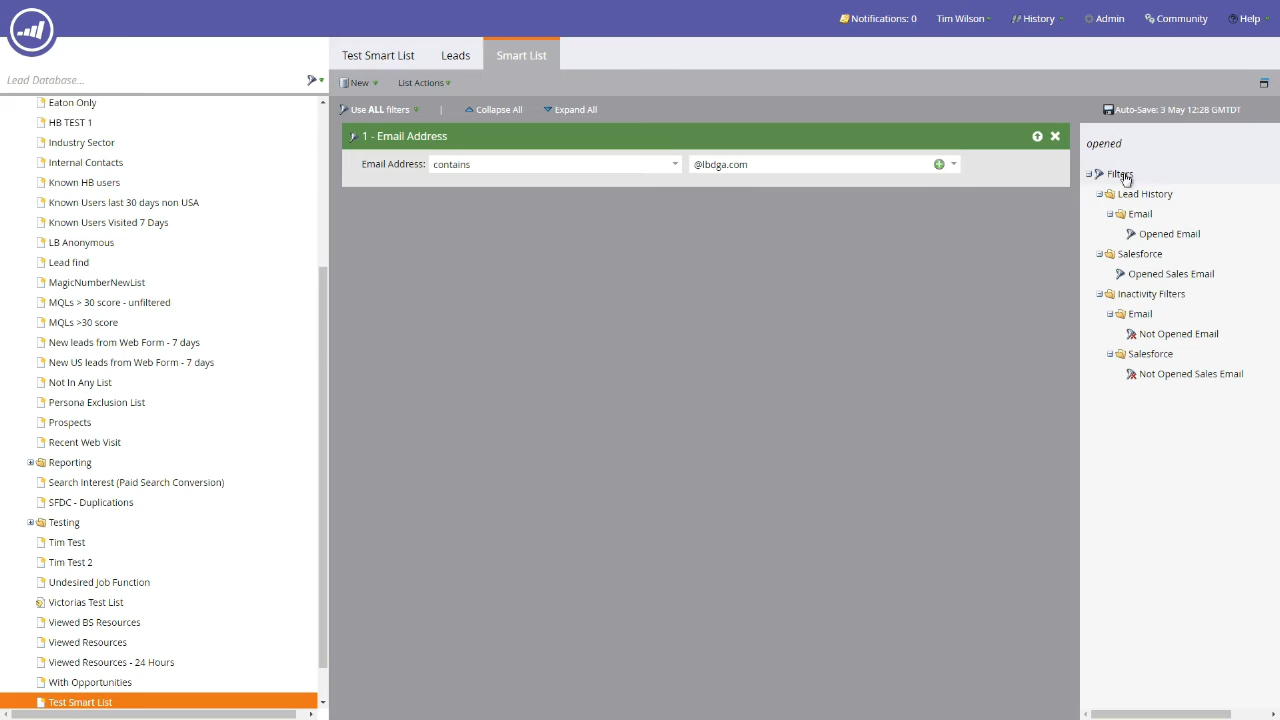 Notifications: 0 Tim Wilson History Admin Community Help
Lead Database...
Test Smart List Leads Smart List
New List Actions
Use ALL filters | Collapse All Expand All Auto-Save: 3 May 12:28 GMTDT
Eaton Only
HB TEST 1
Industry Sector
Internal Contacts
Known HB users
Known Users last 30 days non USA
Known Users Visited 7 Days
LB Anonymous
Lead find
MagicNumberNewList
MQLs > 30 score - unfiltered
MQLs >30 score
New leads from Web Form - 7 days
New US leads from Web Form - 7 days
Not In Any List
Persona Exclusion List
Prospects
Recent Web Visit
Reporting
Search Interest (Paid Search Conversion)
SFDC - Duplications
Testing
Tim Test
Tim Test 2
Undesired Job Function
Victorias Test List
Viewed BS Resources
Viewed Resources
Viewed Resources - 24 Hours
With Opportunities
Test Smart List
1 - Email Address
Email Address: contains @lbdga.com
opened
Filters
Lead History
Email
Opened Email
Salesforce
Opened Sales Email
Inactivity Filters
Email
Not Opened Email
Salesforce
Not Opened Sales Email